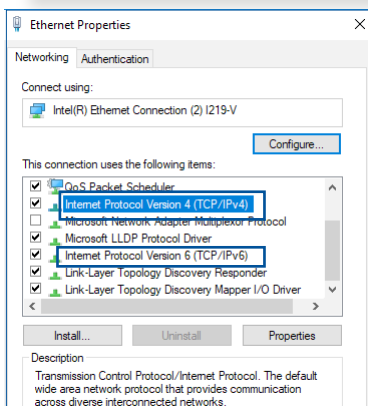 Ethernet Properties
Networking Authentication
Connect using:
Intel(R) Ethernet Connection (2) I219-V
Configure...
This connection uses the following items:
QoS Packet Scheduler
Internet Protocol Version 4 (TCP/IPv4)
Microsoft Network Adapter Multiplexor Protocol
Microsoft LLDP Protocol Driver
Internet Protocol Version 6 (TCP/IPv6)
Link-Layer Topology Discovery Responder
Link-Layer Topology Discovery Mapper I/O Driver
Install... Uninstall Properties
Description
Transmission Control Protocol/Internet Protocol. The default
wide area network protocol that provides communication
across diverse interconnected networks.